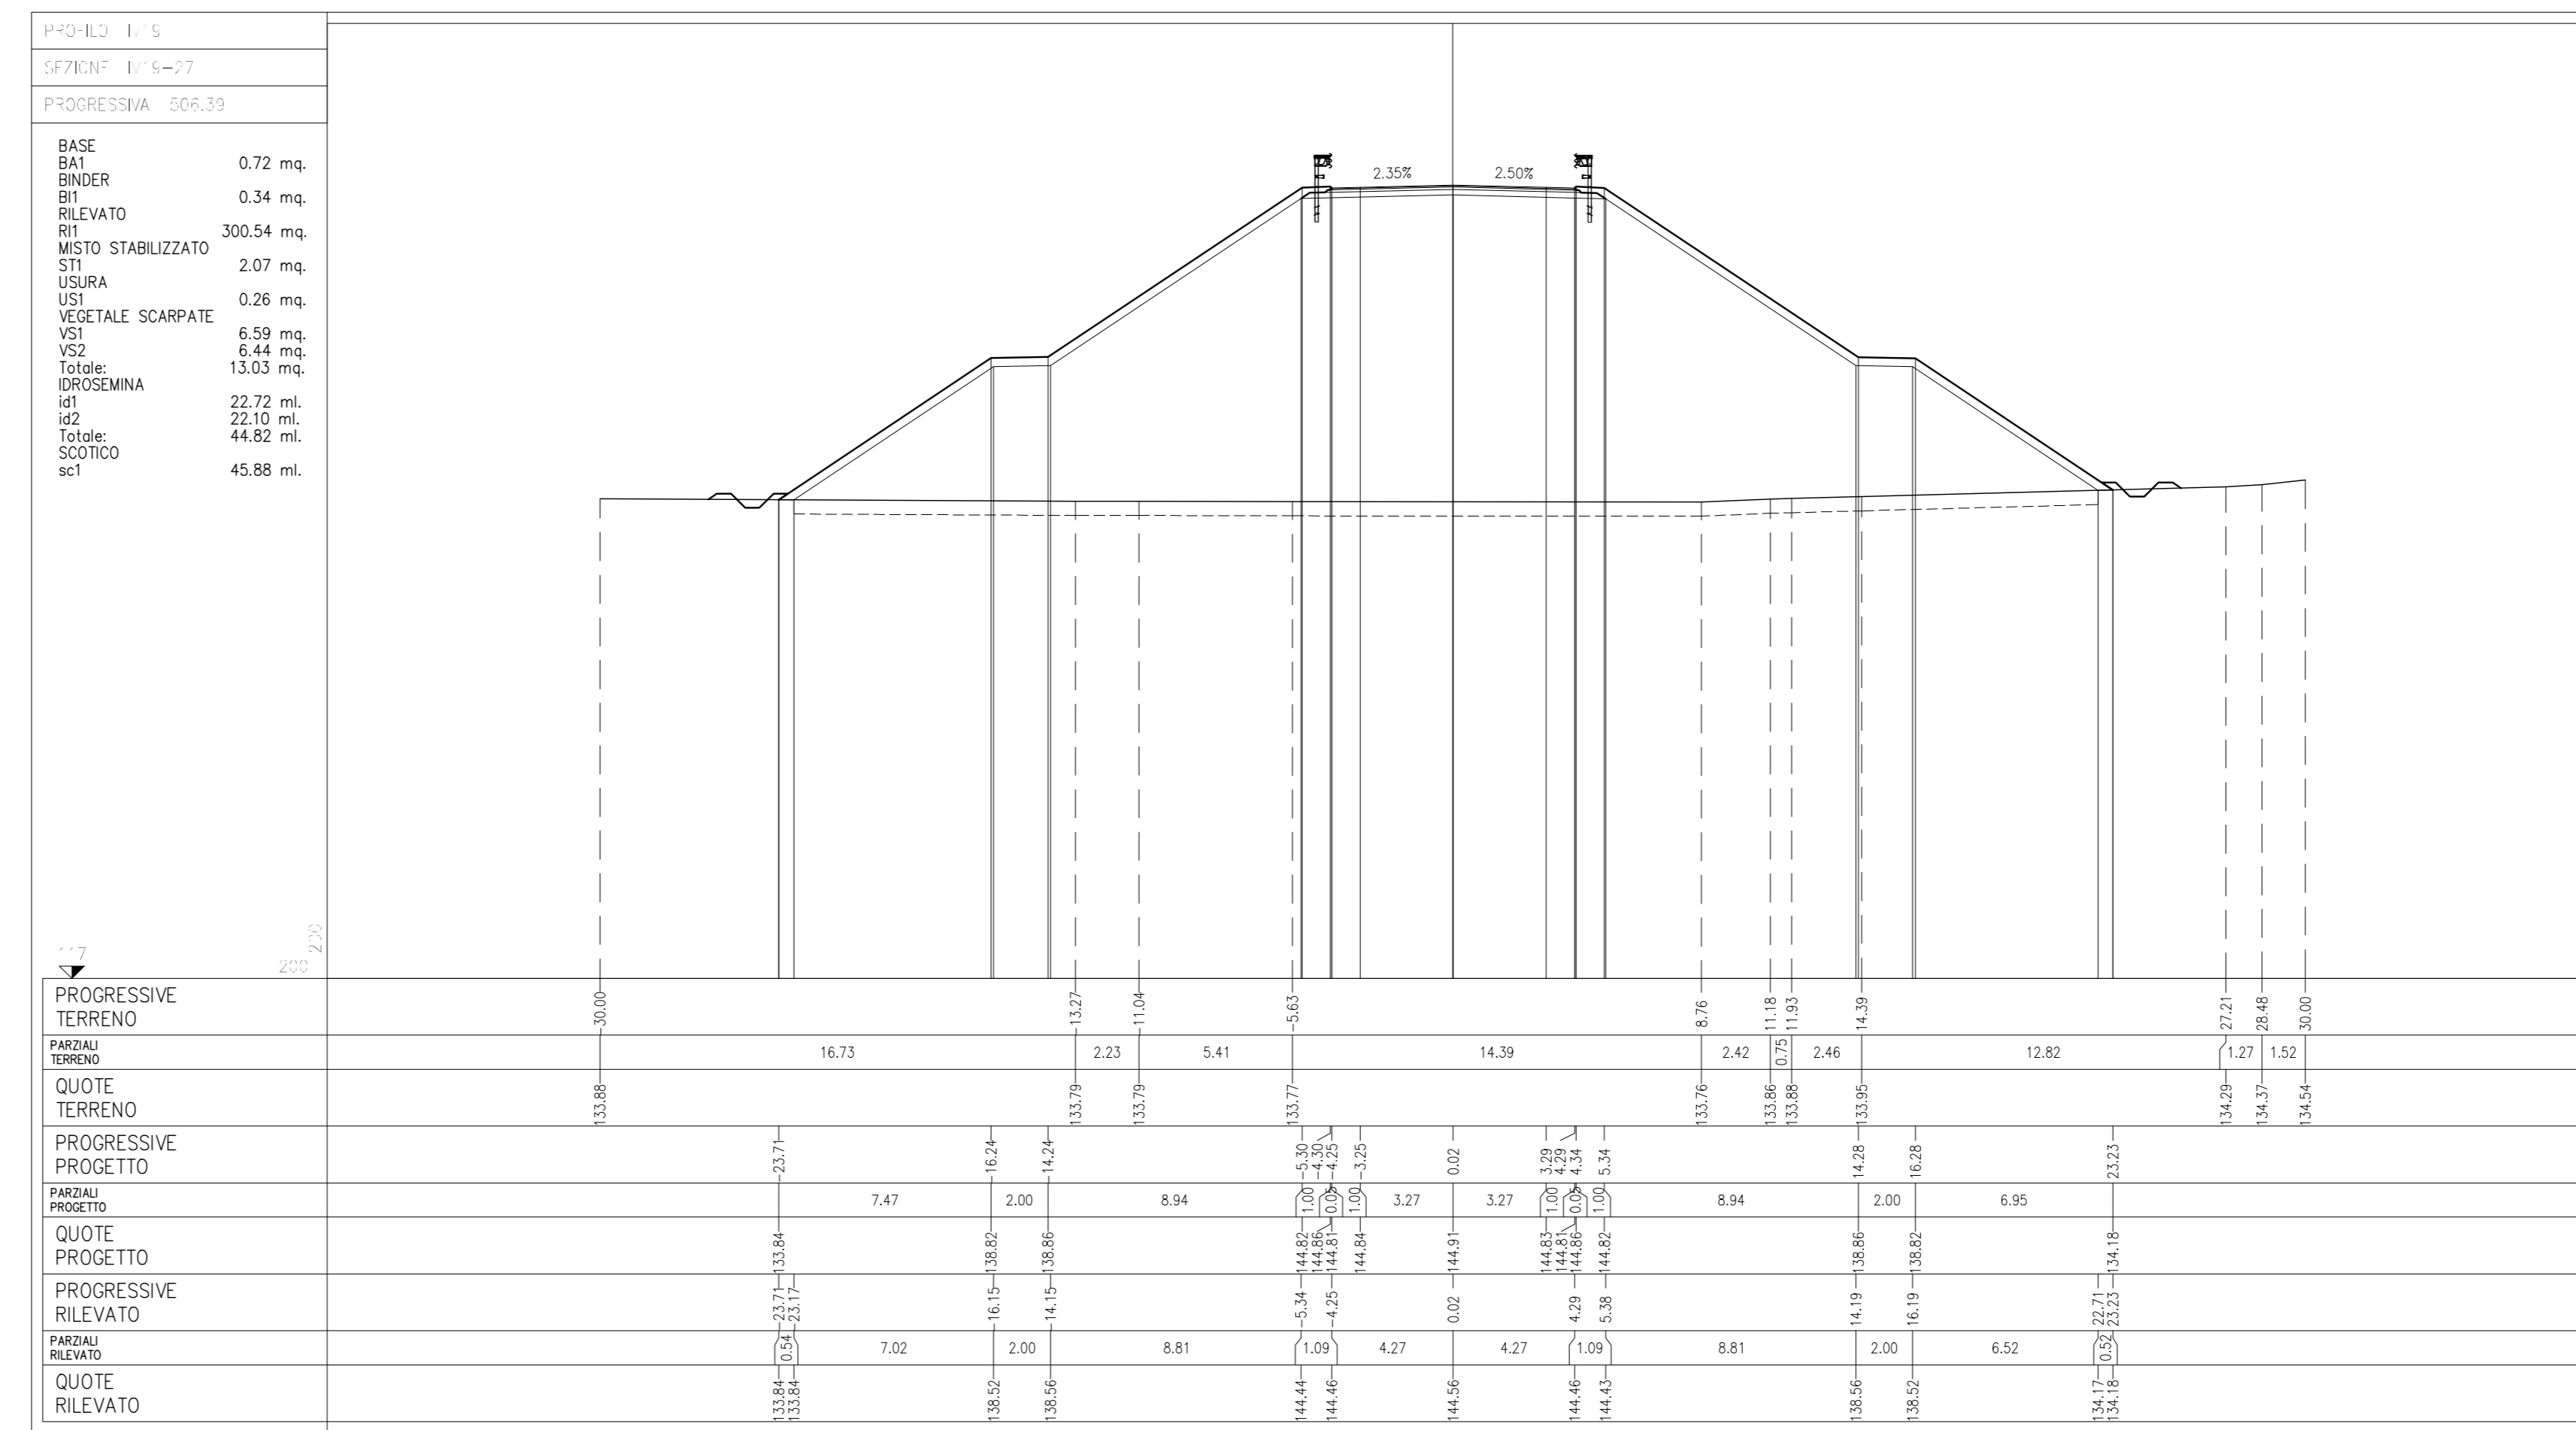 PROFILO IV19
SEZIONE IV19-27
PROGRESSIVA 506.39
BASE
BA1 0.72 mq.
BINDER
BI1 0.34 mq.
RILEVATO
RI1 300.54 mq.
MISTO STABILIZZATO
ST1 2.07 mq.
USURA
US1 0.26 mq.
VEGETALE SCARPATE
VS1 6.59 mq.
VS2 6.44 mq.
Totale: 13.03 mq.
IDROSEMINA
id1 22.72 ml.
id2 22.10 ml.
Totale: 44.82 ml.
SCOTICO
sc1 45.88 ml.
2.35% 2.50%
117
200
200
PROGRESSIVE
TERRENO
-30.00 -13.27 -11.04 -5.63 8.76 11.18 11.93 14.39 27.21 28.48 30.00
PARZIALI
TERRENO
16.73 2.23 5.41 14.39 2.42 0.75 2.46 12.82 1.27 1.52
QUOTE
TERRENO
133.88 133.79 133.79 133.77 133.76 133.86 133.88 133.95 134.29 134.37 134.54
PROGRESSIVE
PROGETTO
-23.71 -16.24 -14.24 -5.30 -4.30 -4.25 -3.25 0.02 3.29 4.29 4.34 5.34 14.28 16.28 23.23
PARZIALI
PROGETTO
7.47 2.00 8.94 1.00 0.05 1.00 3.27 3.27 1.00 0.05 1.00 8.94 2.00 6.95
QUOTE
PROGETTO
133.84 138.82 138.86 144.82 144.86 144.81 144.84 144.91 144.83 144.81 144.86 144.82 138.86 138.82 134.18
PROGRESSIVE
RILEVATO
-23.71 -23.17 -16.15 -14.15 -5.34 -4.25 0.02 4.29 5.38 14.19 16.19 22.71 23.23
PARZIALI
RILEVATO
0.54 7.02 2.00 8.81 1.09 4.27 4.27 1.09 8.81 2.00 6.52 0.52
QUOTE
RILEVATO
133.84 133.84 138.52 138.56 144.44 144.46 144.56 144.46 144.43 138.56 138.52 134.17 134.18